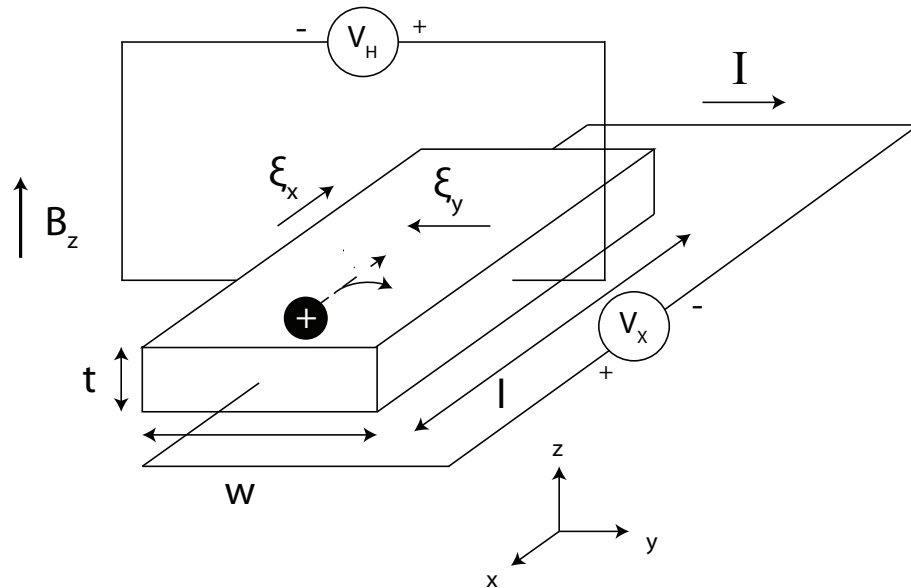 - V_H +
I
ξ_x
ξ_y
B_z
+
V_x
-
+
t
l
w
z
y
x